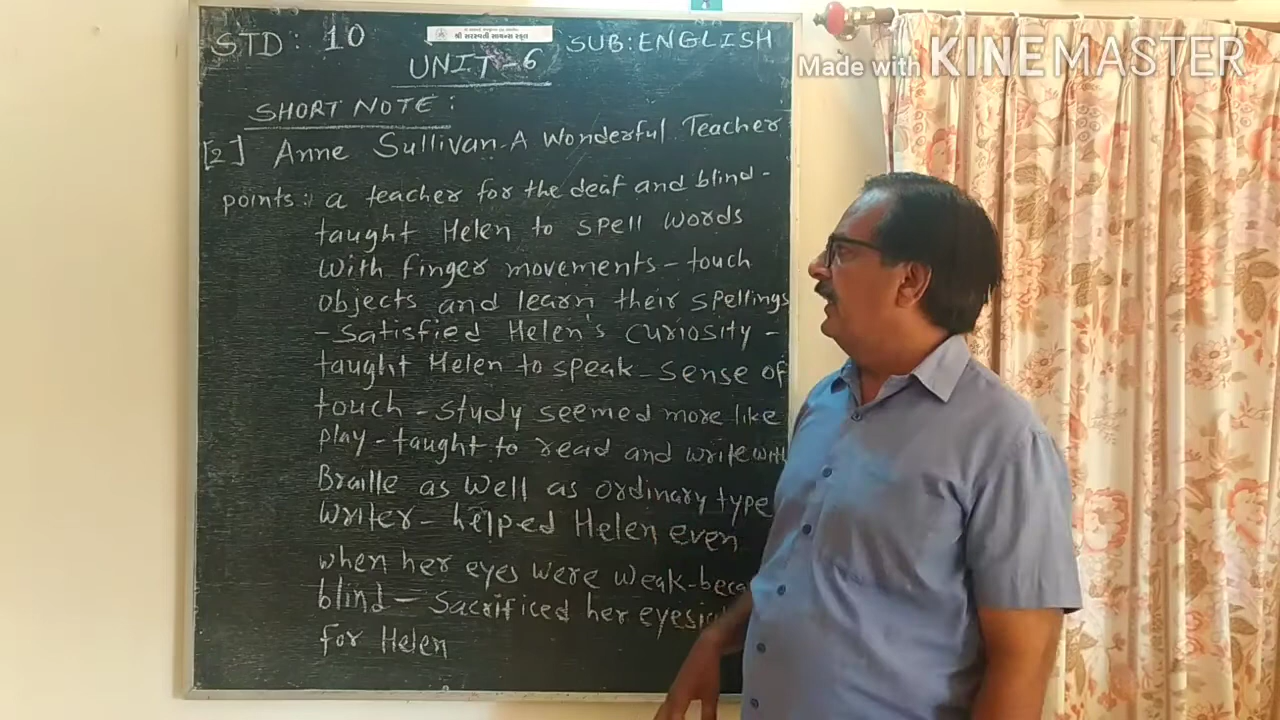 STD: 10
શ્રી સરસ્વતી સાયન્સ સ્કૂલ
SUB: ENGLISH
UNIT-6
Made with KINEMASTER
SHORT NOTE:
[2] Anne Sullivan-A Wonderful Teacher
points: a teacher for the deaf and blind-
taught Helen to spell words
with finger movements-touch
objects and learn their spellings
-satisfied Helen's curiosity-
taught Helen to speak-sense of
touch-study seemed more like
play-taught to read and write with
Braille as well as ordinary type
writer-helped Helen even
when her eyes were weak-
blind-sacrificed her
for Helen